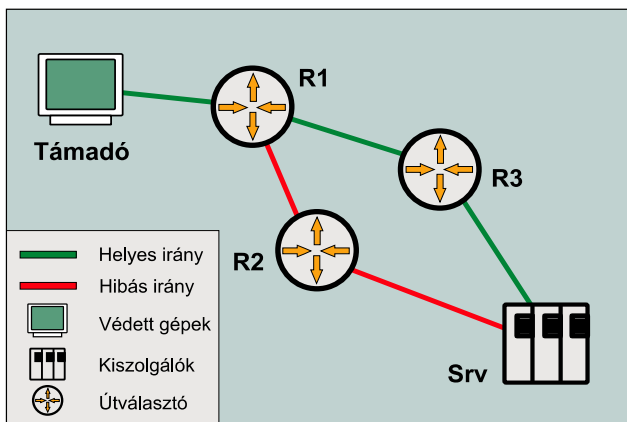 R1
Támadó
R3
R2
Helyes irány
Hibás irány
Védett gépek
Kiszolgálók
Útválasztó
Srv